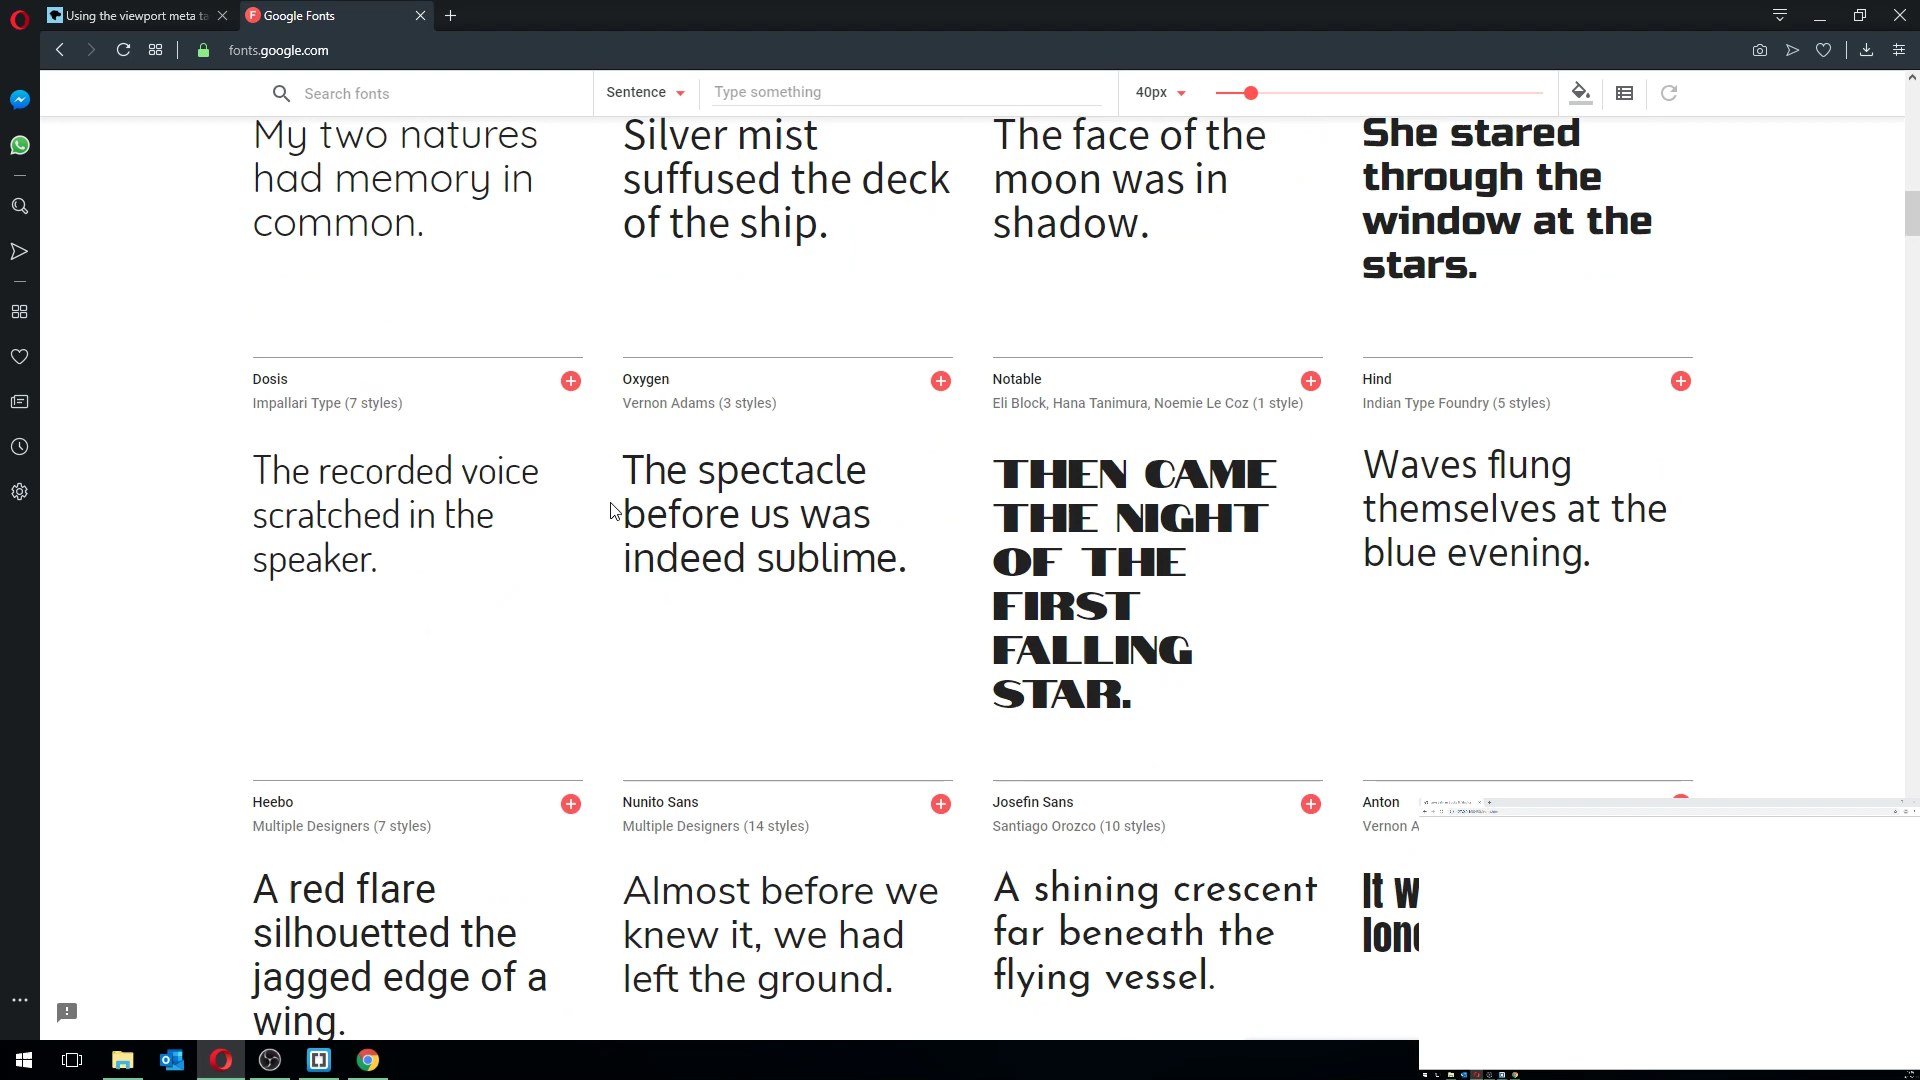 Using the viewport meta ta
Google Fonts
fonts.google.com
Search fonts
Sentence
Type something
40px
My two natures
had memory in
common.
Silver mist
suffused the deck
of the ship.
The face of the
moon was in
shadow.
She stared
through the
window at the
stars.
Dosis
Impallari Type (7 styles)
The recorded voice
scratched in the
speaker.
Oxygen
Vernon Adams (3 styles)
The spectacle
before us was
indeed sublime.
Notable
Eli Block, Hana Tanimura, Noemie Le Coz (1 style)
THEN CAME
THE NIGHT
OF THE
FIRST
FALLING
STAR.
Hind
Indian Type Foundry (5 styles)
Waves flung
themselves at the
blue evening.
Heebo
Multiple Designers (7 styles)
A red flare
silhouetted the
jagged edge of a
wing.
Nunito Sans
Multiple Designers (14 styles)
Almost before we
knew it, we had
left the ground.
Josefin Sans
Santiago Orozco (10 styles)
A shining crescent
far beneath the
flying vessel.
Anton
Vernon A
It w
lon